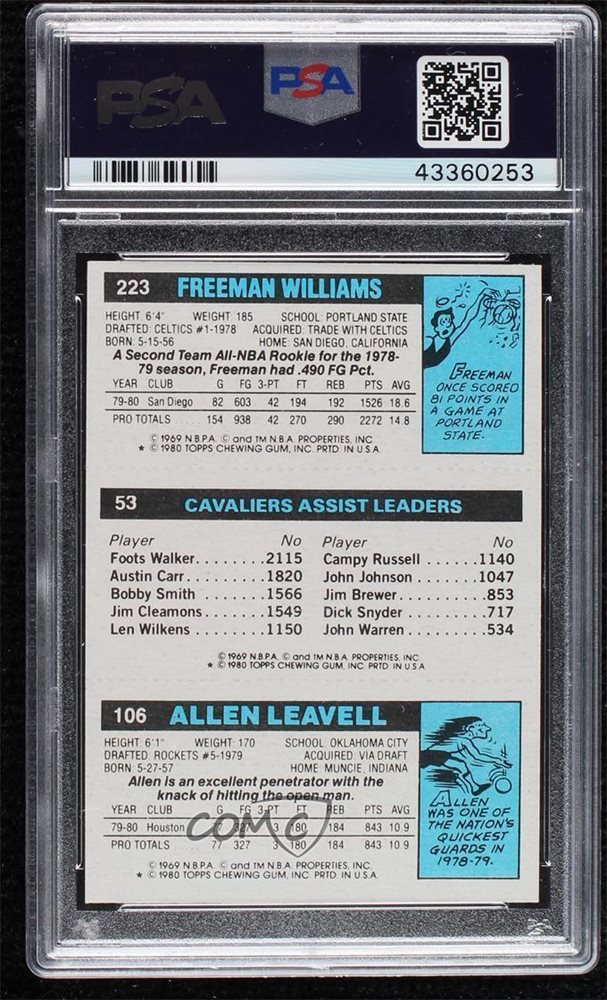 PSA
PSA
43360253
223 FREEMAN WILLIAMS
HEIGHT: 6'4" WEIGHT: 185 SCHOOL: PORTLAND STATE
DRAFTED: CELTICS #1-1978 ACQUIRED: TRADE WITH CELTICS
BORN: 5-15-56 HOME: SAN DIEGO, CALIFORNIA
A Second Team All-NBA Rookie for the 1978-
79 season, Freeman had .490 FG Pct.
YEAR CLUB G FG 3-PT FT REB PTS AVG
79-80 San Diego 82 603 42 194 192 1526 18.6
PRO TOTALS 154 938 42 270 290 2272 14.8
© 1969 N.B.P.A. © and TM N.B.A. PROPERTIES, INC.
★ © 1980 TOPPS CHEWING GUM, INC. PRTD. IN U.S.A.
FREEMAN
ONCE SCORED
81 POINTS IN
A GAME AT
PORTLAND
STATE.
53 CAVALIERS ASSIST LEADERS
Player No Player No
Foots Walker........2115 Campy Russell ......1140
Austin Carr.........1820 John Johnson .......1047
Bobby Smith ........1566 Jim Brewer..........853
Jim Cleamons........1549 Dick Snyder.........717
Len Wilkens ........1150 John Warren.........534
© 1969 N.B.P.A. © and TM N.B.A. PROPERTIES, INC.
★ © 1980 TOPPS CHEWING GUM, INC. PRTD. IN U.S.A.
106 ALLEN LEAVELL
HEIGHT: 6'1" WEIGHT: 170 SCHOOL: OKLAHOMA CITY
DRAFTED: ROCKETS #5-1979 ACQUIRED: VIA DRAFT
BORN: 5-27-57 HOME: MUNCIE, INDIANA
Allen is an excellent penetrator with the
knack of hitting the open man.
YEAR CLUB G FG 3-PT FT REB PTS AVG
79-80 Houston 77 327 3 180 184 843 10.9
PRO TOTALS 77 327 3 180 184 843 10.9
© 1969 N.B.P.A. © and TM N.B.A. PROPERTIES, INC.
★ © 1980 TOPPS CHEWING GUM, INC. PRTD. IN U.S.A.
ALLEN
WAS ONE OF
THE NATION'S
QUICKEST
GUARDS IN
1978-79.
COMC